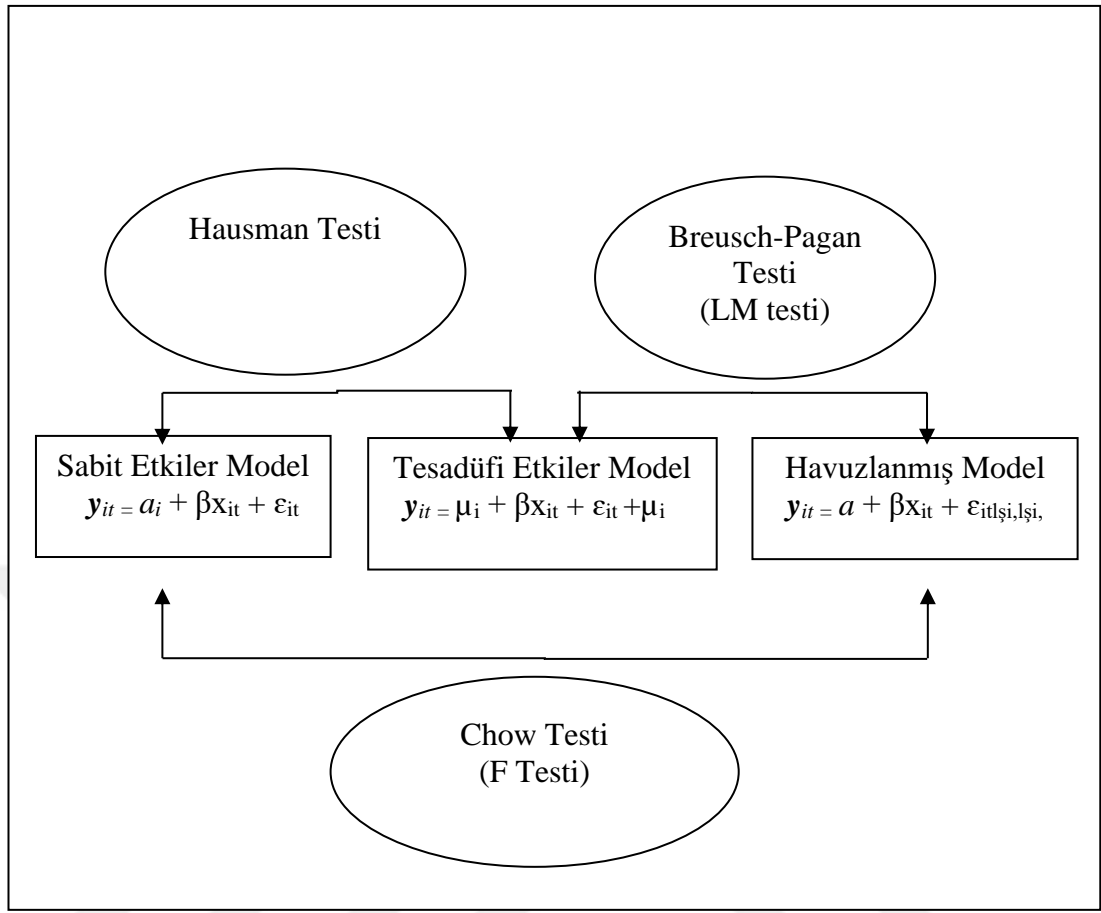 Hausman Testi
Breusch-Pagan
Testi
(LM testi)
Sabit Etkiler Model
yit = ai + βxit + εit
Tesadüfi Etkiler Model
yit = µi + βxit + εit +µi
Havuzlanmış Model
yit = a + βxit + εitlşi,lşi,
Chow Testi
(F Testi)